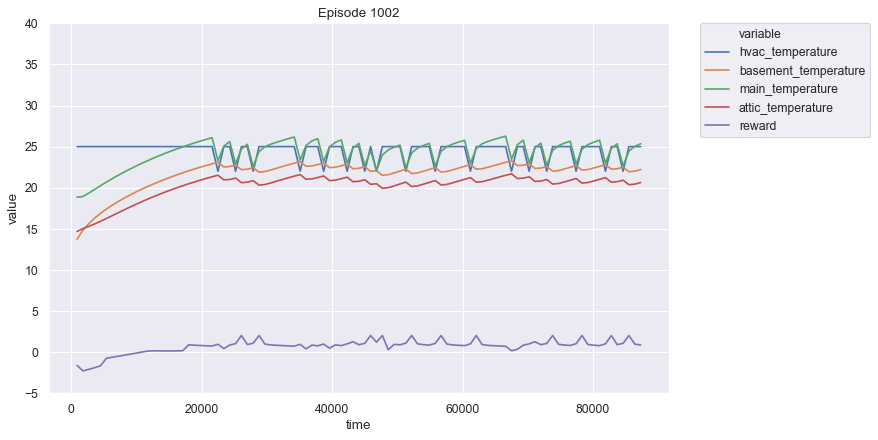 Episode 1002
40
35
30
25
20
15
10
5
0
−5
value
0
20000
40000
60000
80000
time
variable
hvac_temperature
basement_temperature
main_temperature
attic_temperature
reward